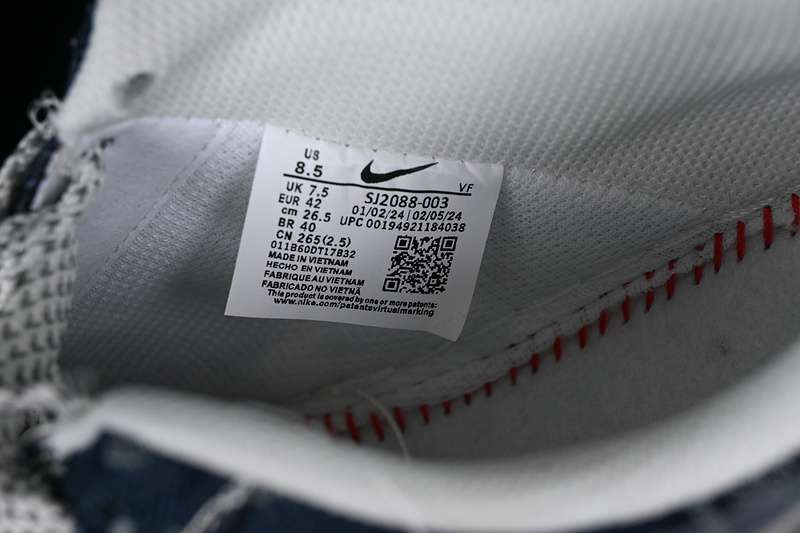 US
8.5
VF
UK 7.5
EUR 42
cm 26.5
BR 40
CN 265(2.5)
SJ2088-003
01/02/24 | 02/05/24
UPC 00194921184038
011B60DT17B32
MADE IN VIETNAM
HECHO EN VIETNAM
FABRIQUE AU VIETNAM
FABRICADO NO VIETNÃ
This product is covered by one or more patents:
www.nike.com/patentsvirtualmarking